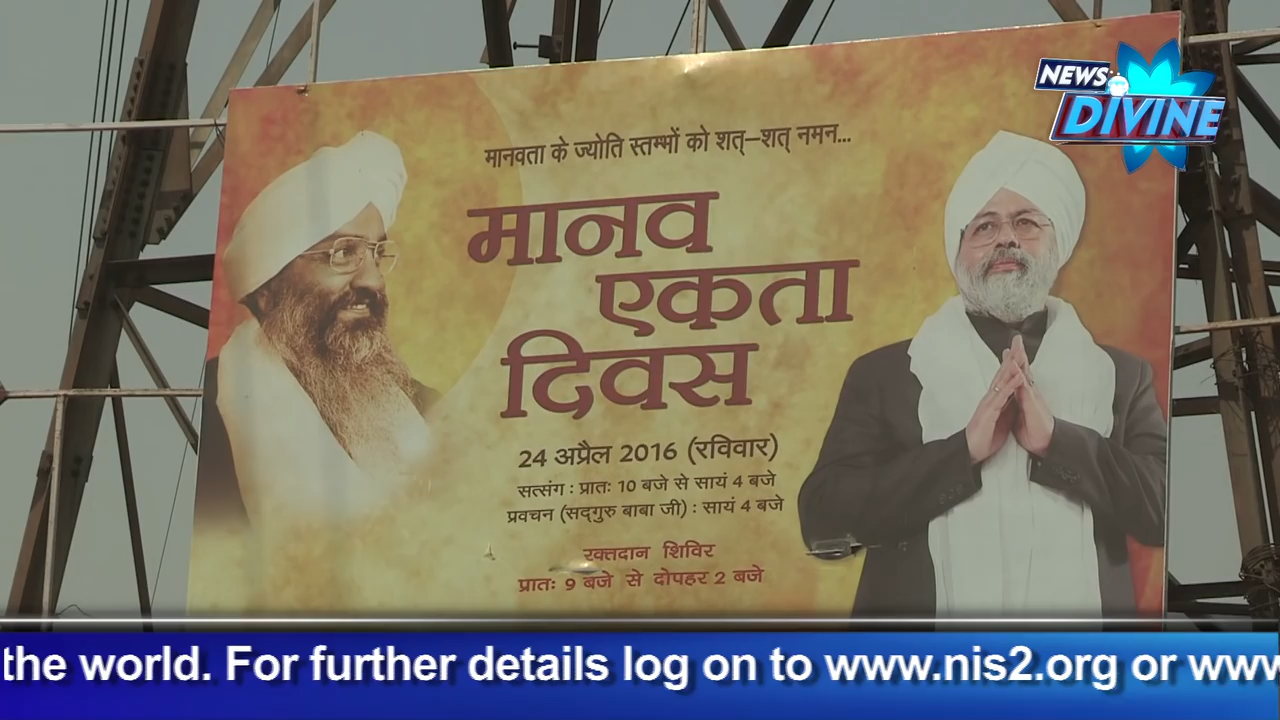 NEWS
DIVINE
मानवता के ज्योति स्तम्भों को शत्-शत् नमन...
मानव
एकता
दिवस
24 अप्रैल 2016 (रविवार)
सत्संग : प्रातः 10 बजे से सायं 4 बजे
प्रवचन (सद्गुरु बाबा जी) : सायं 4 बजे
रक्तदान शिविर
प्रातः 9 बजे से दोपहर 2 बजे
the world. For further details log on to www.nis2.org or www